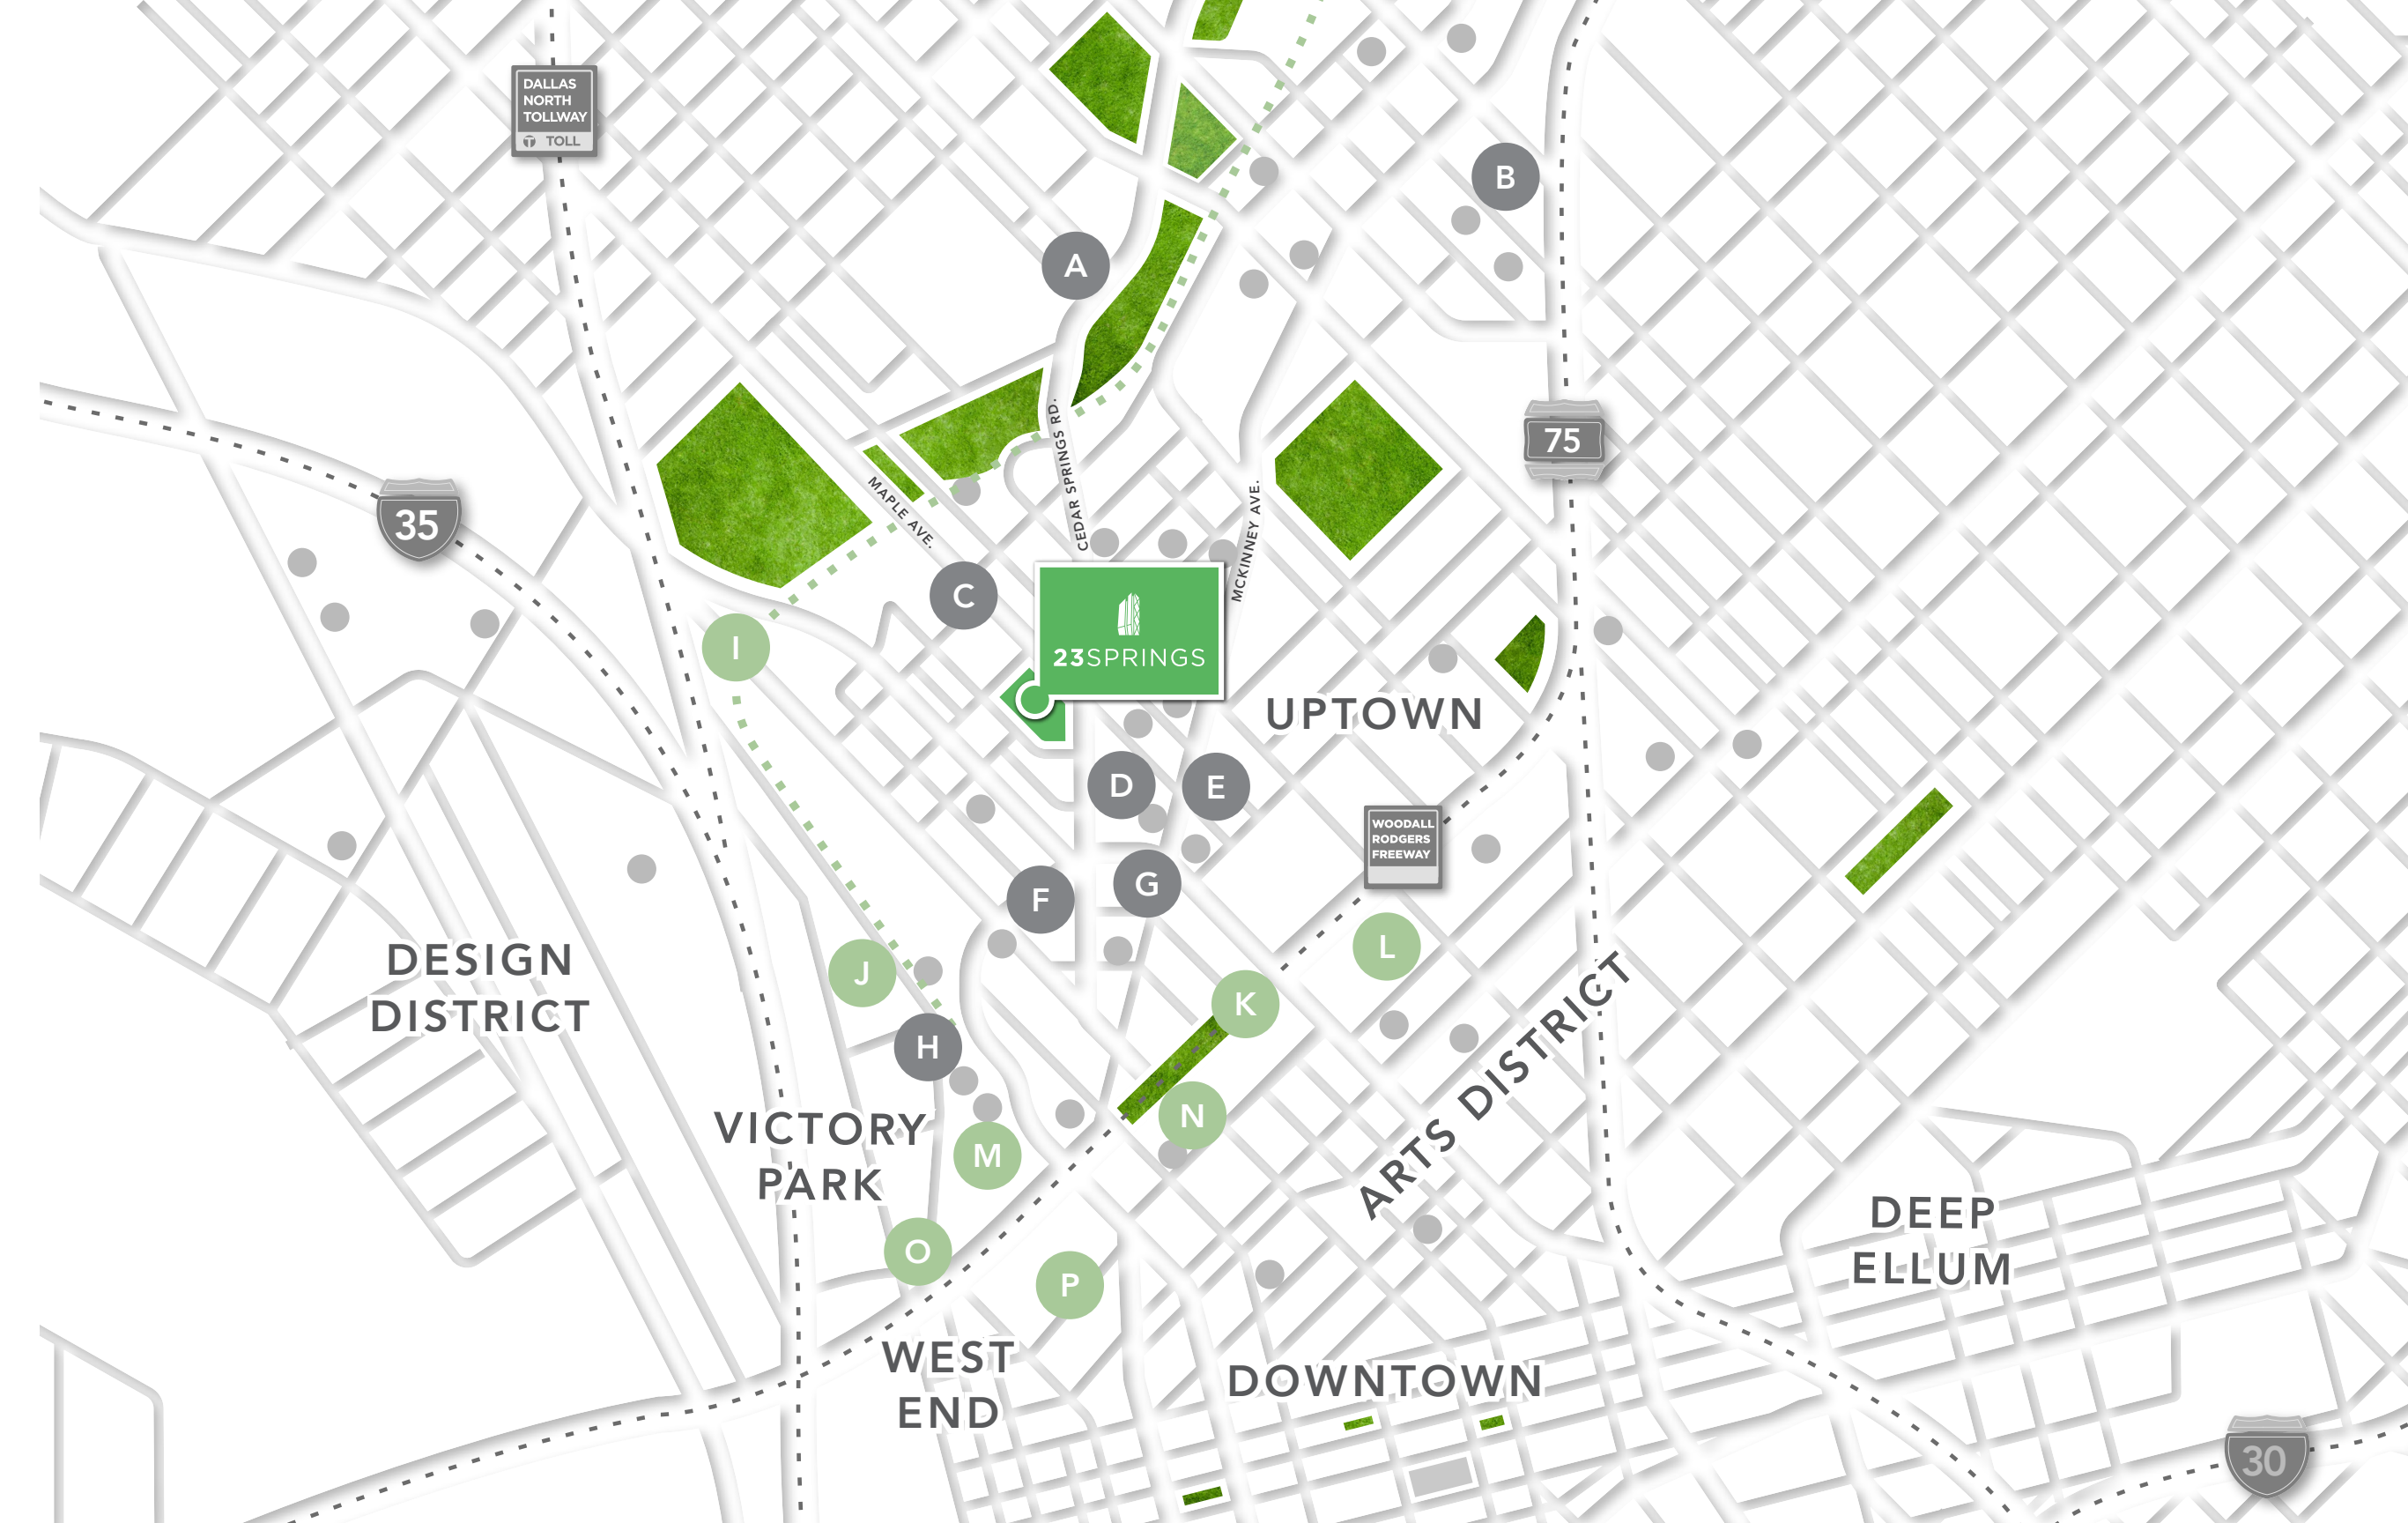 DALLAS
NORTH
TOLLWAY
TOLL
B
A
75
CEDAR SPRINGS RD.
MAPLE AVE.
MCKINNEY AVE.
35
C
I
23SPRINGS
UPTOWN
D
E
WOODALL
RODGERS
FREEWAY
G
F
L
DESIGN
DISTRICT
J
K
H
ARTS DISTRICT
N
VICTORY
PARK
M
O
P
DEEP
ELLUM
WEST
END
DOWNTOWN
30